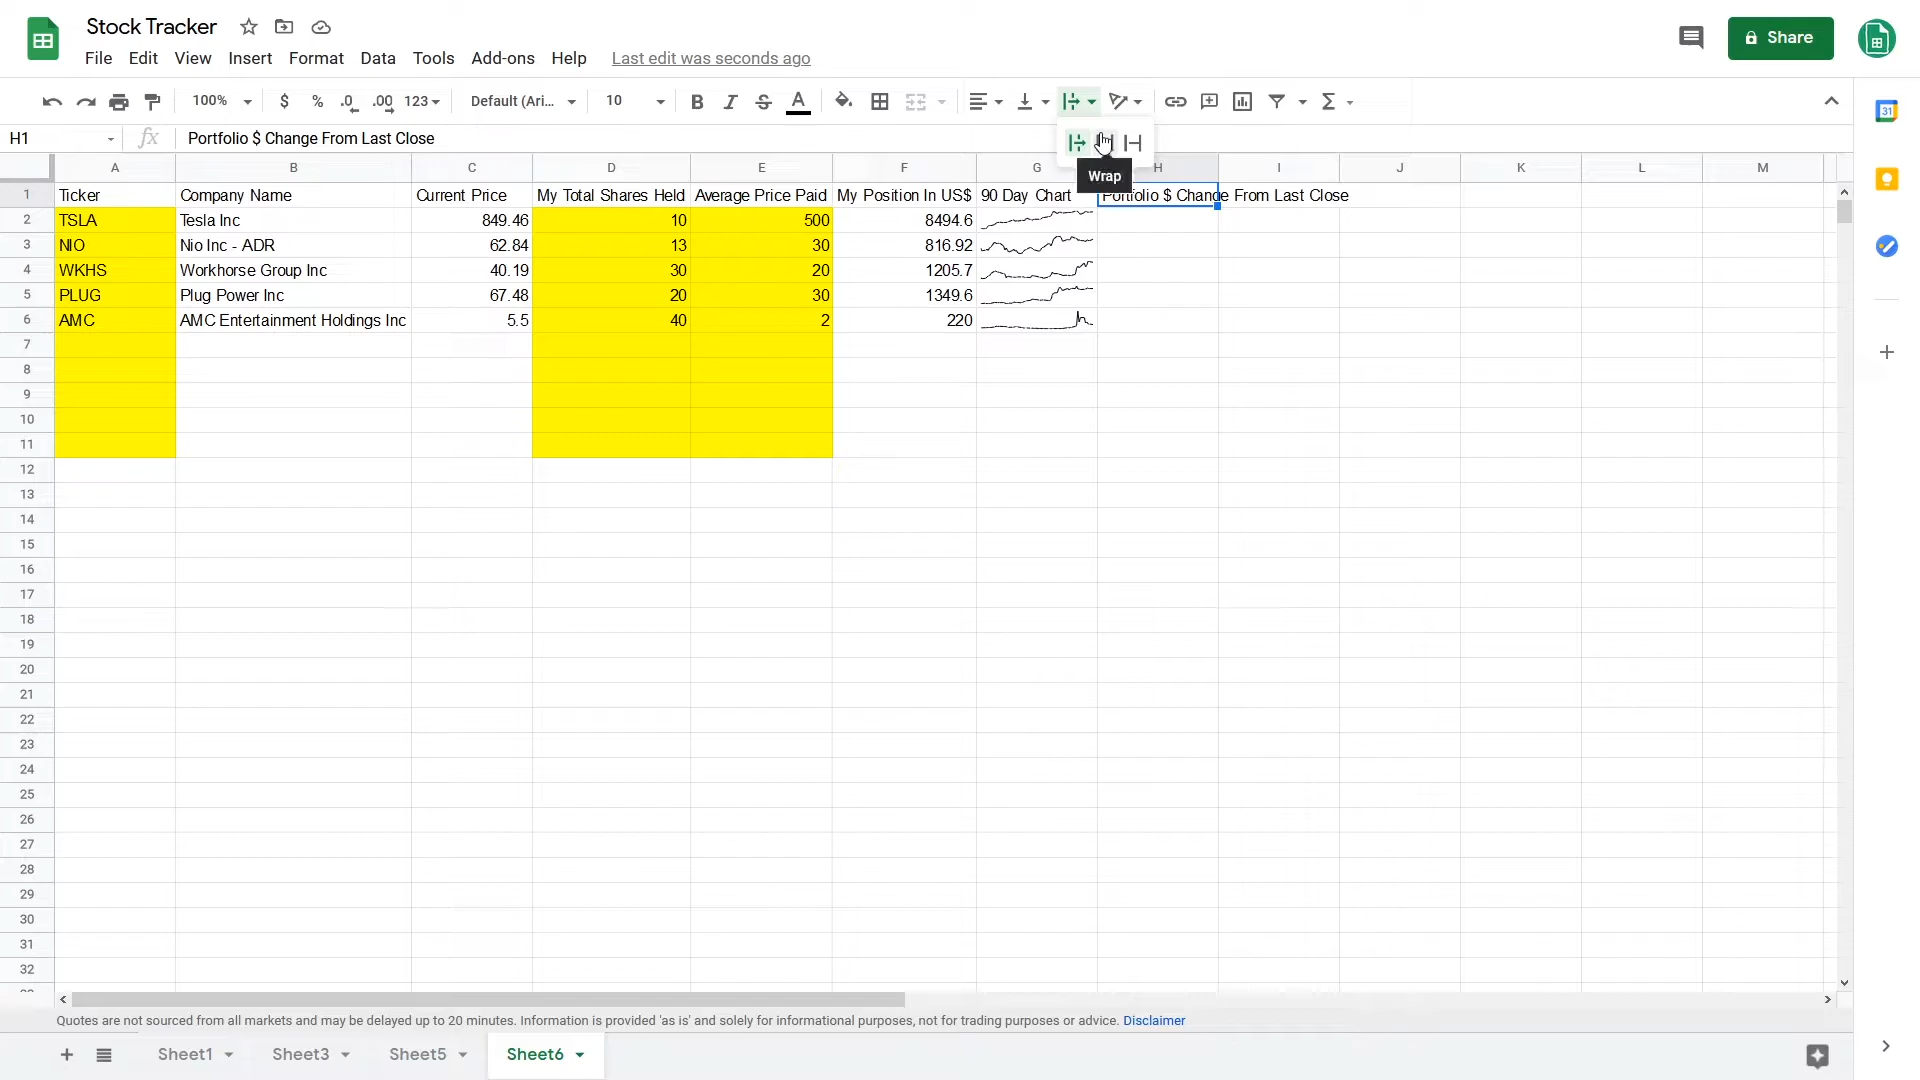 Stock Tracker
Share
File Edit View Insert Format Data Tools Add-ons Help Last edit was seconds ago
100% $ % .0 .00 123 Default (Ari... 10 B I S A Σ
31
H1 fx Portfolio $ Change From Last Close
Wrap
A B C D E F G H I J K L M
1 Ticker Company Name Current Price My Total Shares Held Average Price Paid My Position In US$ 90 Day Chart Portfolio $ Change From Last Close
2 TSLA Tesla Inc 849.46 10 500 8494.6
3 NIO Nio Inc - ADR 62.84 13 30 816.92
4 WKHS Workhorse Group Inc 40.19 30 20 1205.7
5 PLUG Plug Power Inc 67.48 20 30 1349.6
6 AMC AMC Entertainment Holdings Inc 5.5 40 2 220
7
8
9
10
11
12
13
14
15
16
17
18
19
20
21
22
23
24
25
26
27
28
29
30
31
32
Quotes are not sourced from all markets and may be delayed up to 20 minutes. Information is provided 'as is' and solely for informational purposes, not for trading purposes or advice. Disclaimer
Sheet1 Sheet3 Sheet5 Sheet6